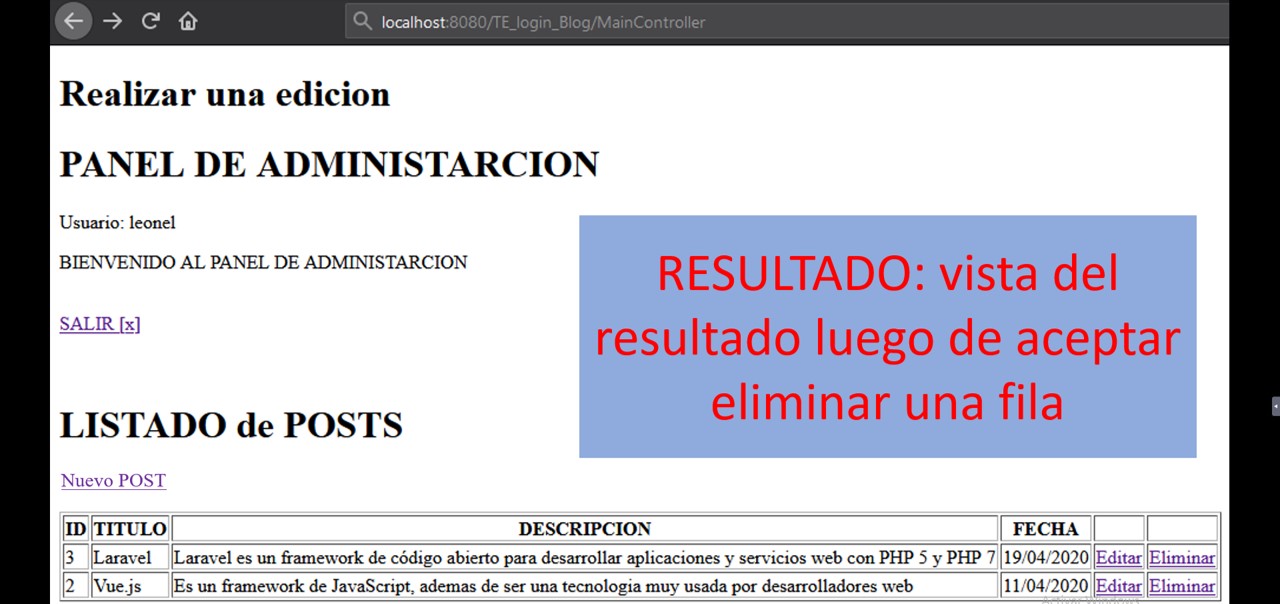 localhost:8080/TE_login_Blog/MainController
Realizar una edicion
PANEL DE ADMINISTARCION
Usuario: leonel
BIENVENIDO AL PANEL DE ADMINISTARCION
SALIR [x]
RESULTADO: vista del
resultado luego de aceptar
eliminar una fila
LISTADO de POSTS
Nuevo POST
ID TITULO DESCRIPCION FECHA
3 Laravel Laravel es un framework de código abierto para desarrollar aplicaciones y servicios web con PHP 5 y PHP 7 19/04/2020 Editar Eliminar
2 Vue.js Es un framework de JavaScript, ademas de ser una tecnologia muy usada por desarrolladores web 11/04/2020 Editar Eliminar